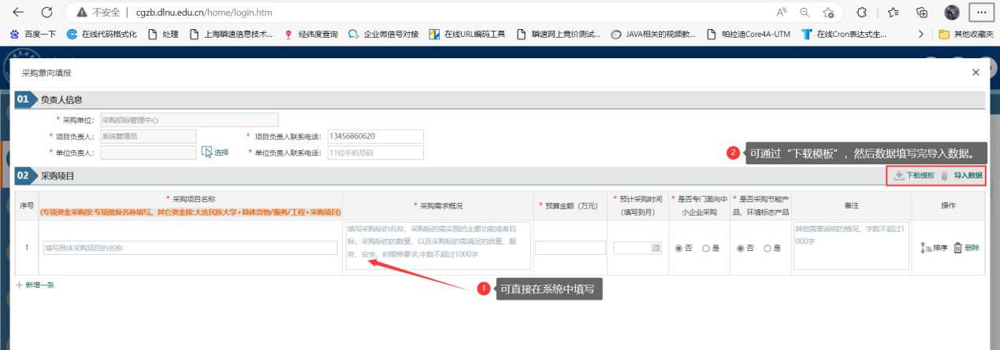 不安全 | cgzb.dlnu.edu.cn/home/login.htm
百度一下 在线代码格式化 处理 上海瞬速信息技术... 经纬度查询 企业微信号对接 在线URL编码工具 瞬速网上竞价测试... JAVA相关的视频教... 帕拉迪Core4A-UTM 在线Cron表达式生... 其他收藏夹
采购意向填报
01 负责人信息
* 采购单位： 采购招标管理中心
* 项目负责人： 系统管理员 * 项目负责人联系电话： 13456860620
* 单位负责人： 选择 * 单位负责人联系电话： 11位手机号码
2 可通过“下载模板”，然后数据填写完导入数据。
02 采购项目 下载模板 导入数据
序号
* 采购项目名称
(专项资金采购按:专项批复名称填写，其它资金按:大连民族大学+具体货物/服务/工程+采购项目)
* 采购需求概况
* 预算金额（万元）
* 预计采购时间
（填写到月）
* 是否专门面向中
小企业采购
* 是否采购节能产
品、环境标志产品
备注
操作
1
填写具体采购项目的名称
填写采购标的名称，采购标的需实现的主要功能或者目
标，采购标的的数量，以及采购标的需满足的质量、服
务、安全、时限等要求,字数不超过1000字
否 是
否 是
其他需要说明的情况，字数不超过1
000字
排序 删除
新增一条
1 可直接在系统中填写